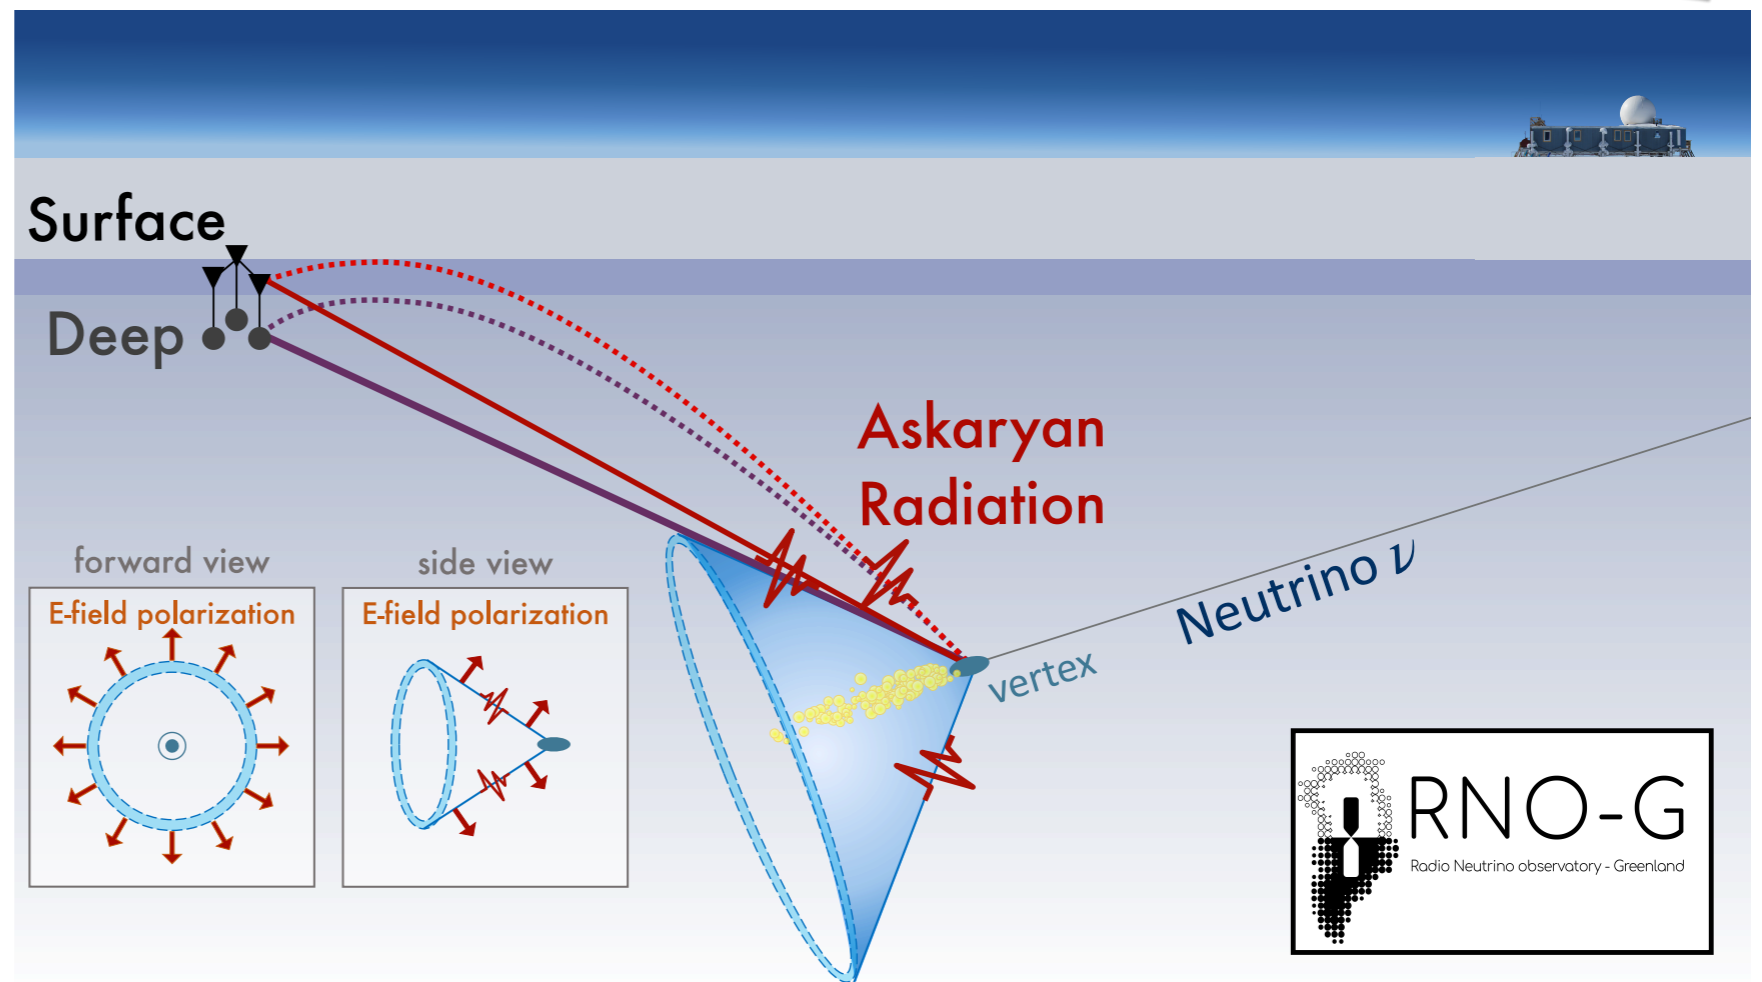 Surface
Deep
Askaryan
Radiation
Neutrino ν
vertex
forward view
E-field polarization
side view
E-field polarization
RNO-G
Radio Neutrino observatory - Greenland